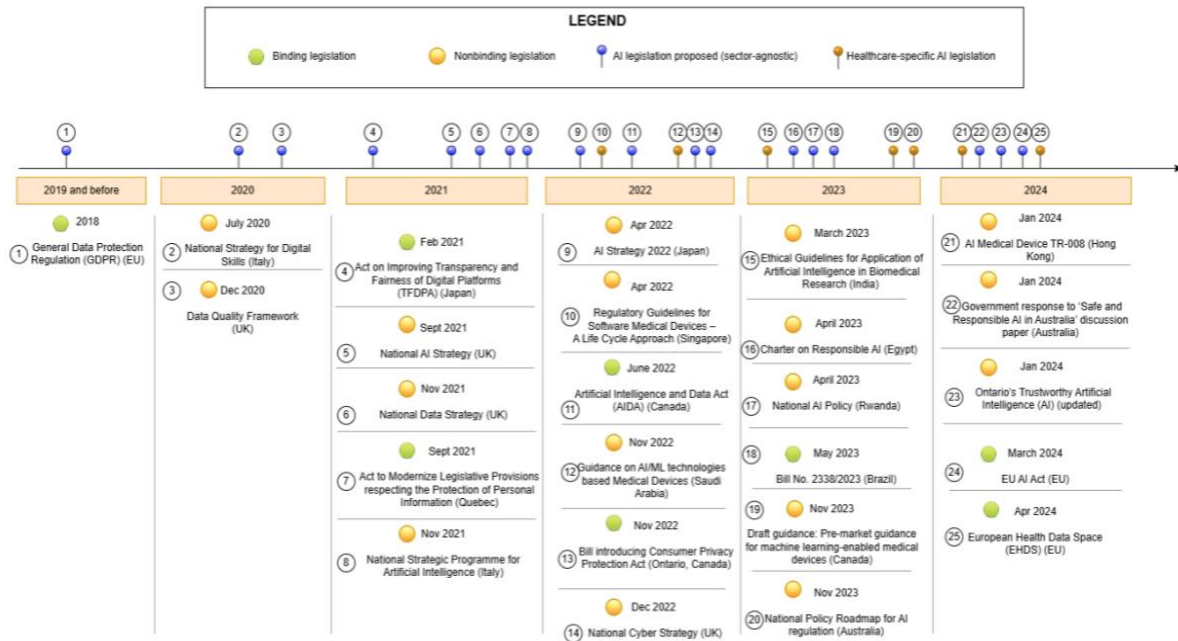 LEGEND
Binding legislation
Nonbinding legislation
AI legislation proposed (sector-agnostic)
Healthcare-specific AI legislation
1 2 3 4 5 6 7 8 9 10 11 12 13 14 15 16 17 18 19 20 21 22 23 24 25
2019 and before
2018
1 General Data Protection
Regulation (GDPR) (EU)
2020
July 2020
2 National Strategy for Digital
Skills (Italy)
3 Dec 2020
Data Quality Framework
(UK)
2021
Feb 2021
4 Act on Improving Transparency and
Fairness of Digital Platforms
(TFDPA) (Japan)
Sept 2021
5 National AI Strategy (UK)
Nov 2021
6 National Data Strategy (UK)
Sept 2021
Act to Modernize Legislative Provisions
7 respecting the Protection of Personal
Information (Quebec)
Nov 2021
8 National Strategic Programme for
Artificial Intelligence (Italy)
2022
Apr 2022
9 AI Strategy 2022 (Japan)
Apr 2022
10 Regulatory Guidelines for
Software Medical Devices –
A Life Cycle Approach (Singapore)
June 2022
Artificial Intelligence and Data Act
11 (AIDA) (Canada)
Nov 2022
12 Guidance on AI/ML technologies
based Medical Devices (Saudi
Arabia)
Nov 2022
13 Bill introducing Consumer Privacy
Protection Act (Ontario, Canada)
Dec 2022
14 National Cyber Strategy (UK)
2023
March 2023
15 Ethical Guidelines for Application of
Artificial Intelligence in Biomedical
Research (India)
April 2023
16 Charter on Responsible AI (Egypt)
April 2023
17 National AI Policy (Rwanda)
18 May 2023
Bill No. 2338/2023 (Brazil)
19 Nov 2023
Draft guidance: Pre-market guidance
for machine learning-enabled medical
devices (Canada)
Nov 2023
20 National Policy Roadmap for AI
regulation (Australia)
2024
Jan 2024
21 AI Medical Device TR-008 (Hong
Kong)
Jan 2024
22 Government response to 'Safe and
Responsible AI in Australia' discussion
paper (Australia)
Jan 2024
23 Ontario's Trustworthy Artificial
Intelligence (AI) (updated)
March 2024
24 EU AI Act (EU)
Apr 2024
25 European Health Data Space
(EHDS) (EU)